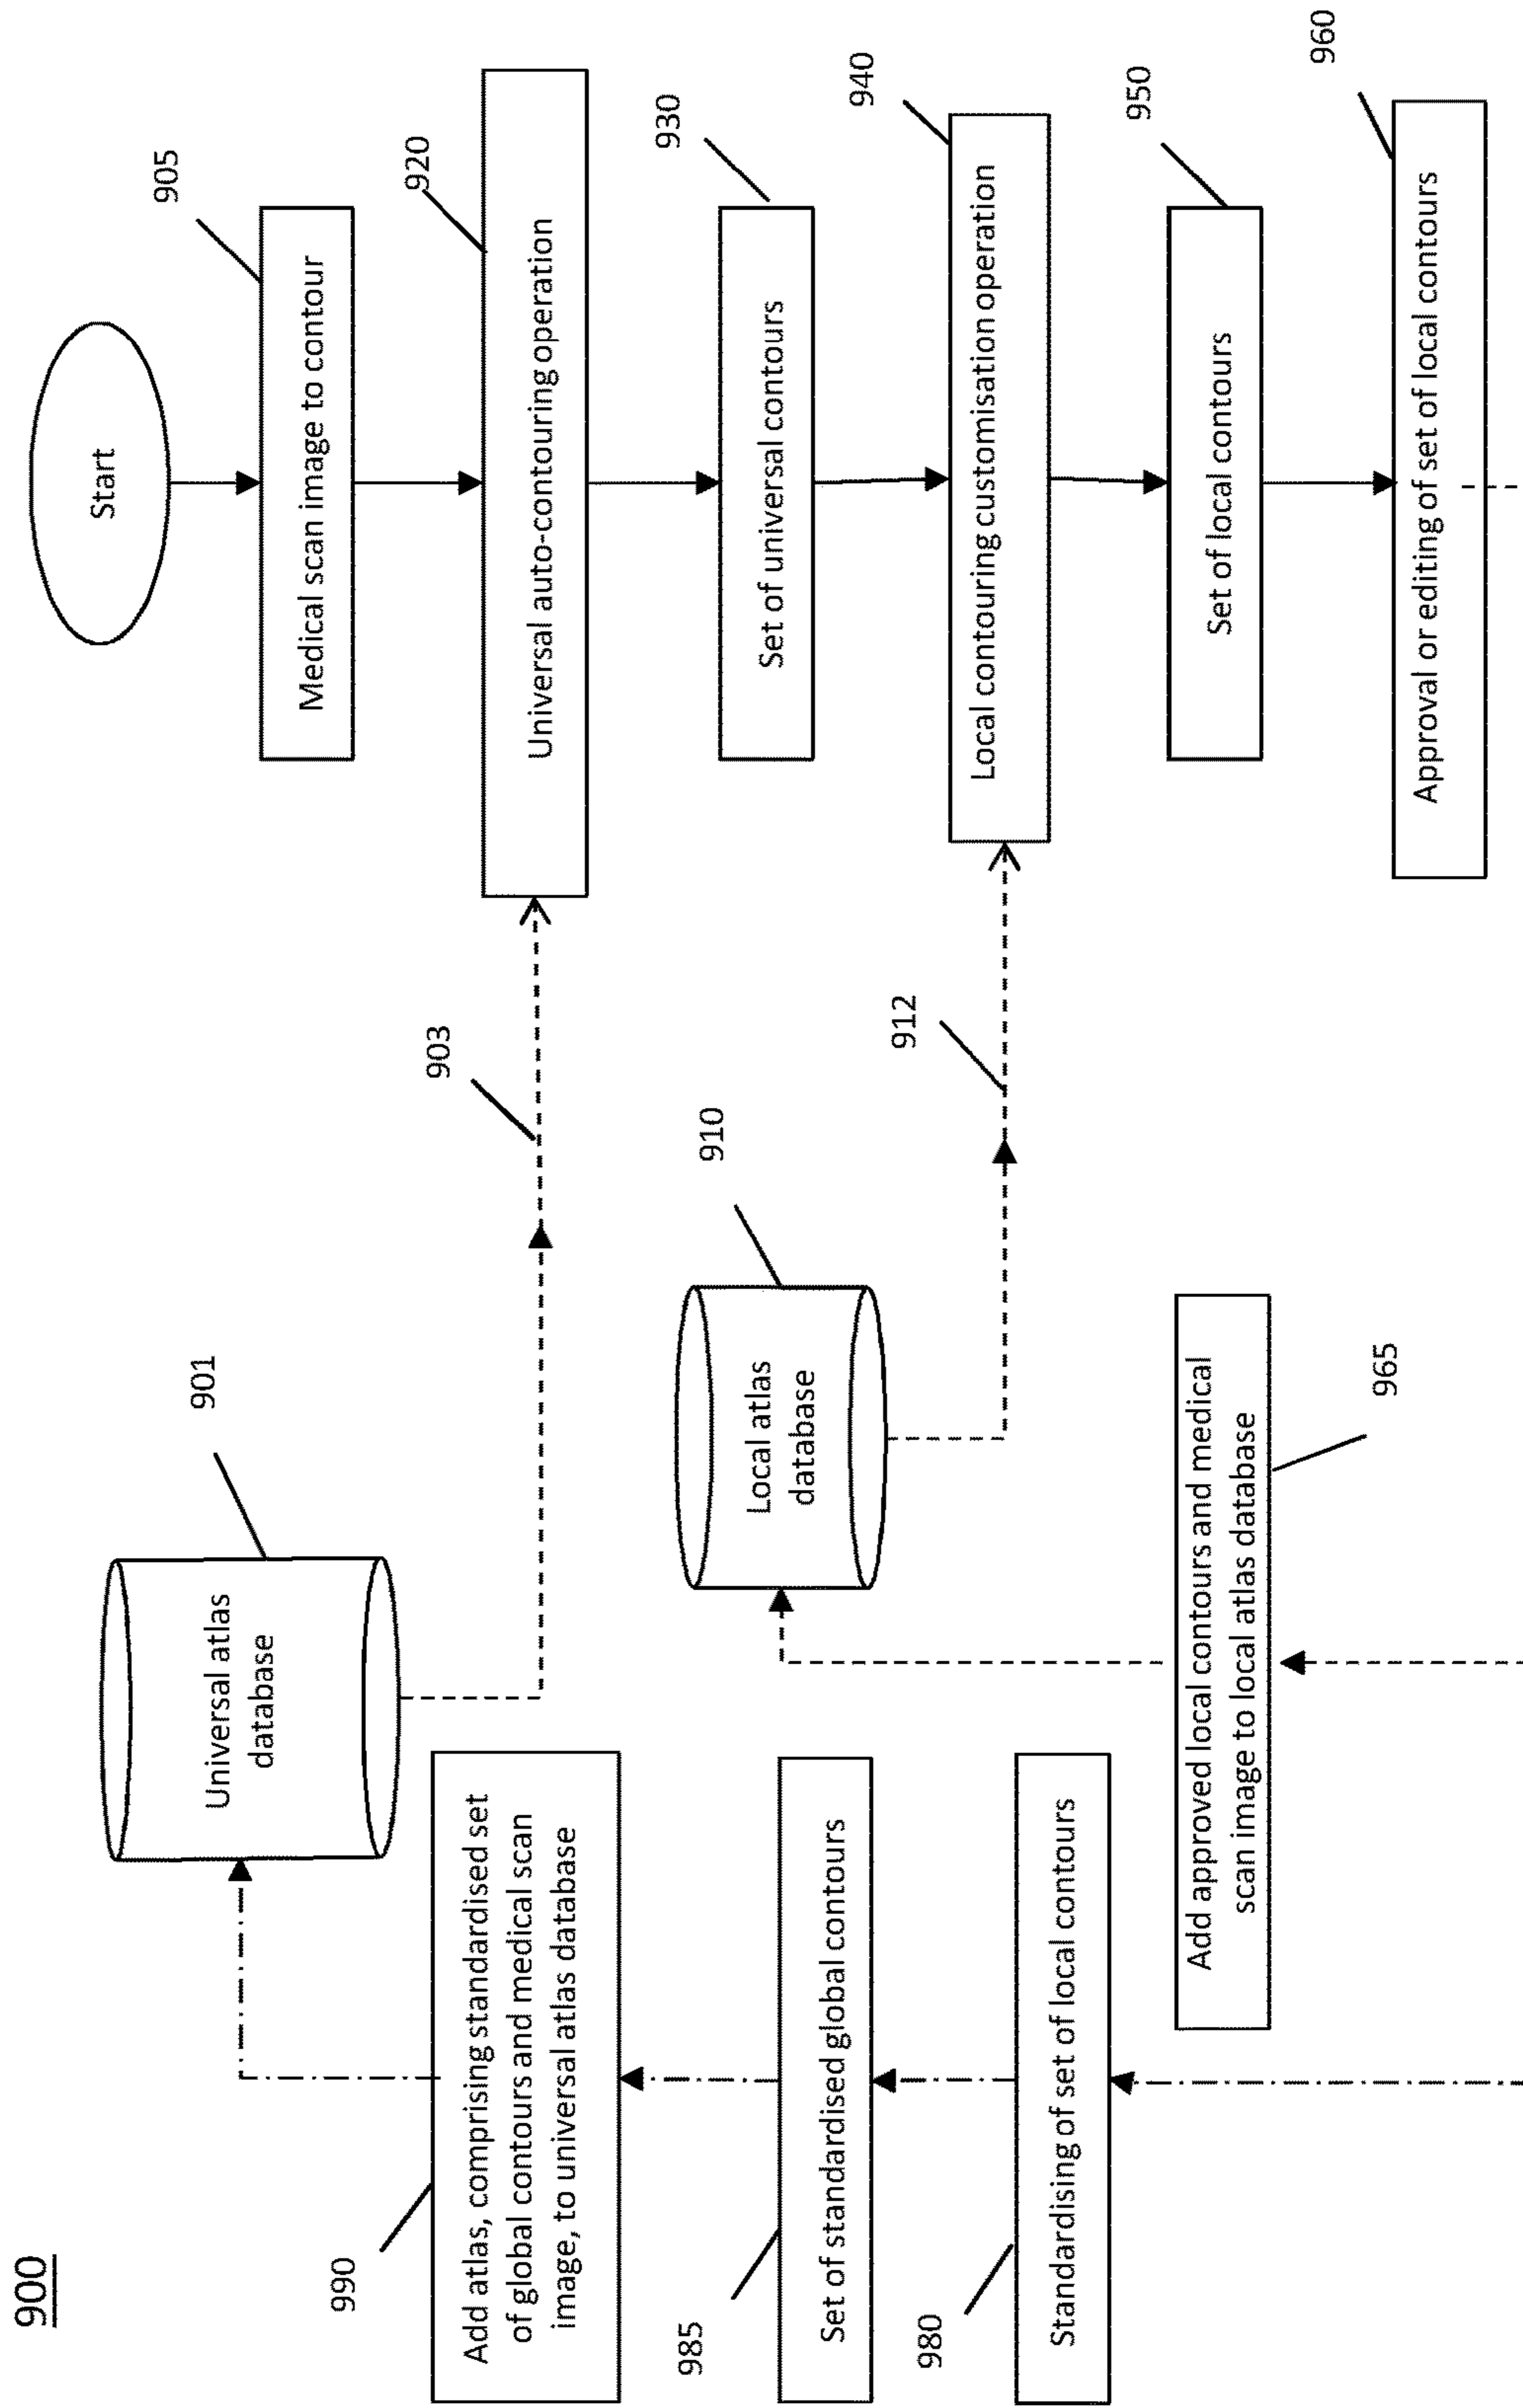 900
Start
905
Medical scan image to contour
920
Universal auto-contouring operation
930
Set of universal contours
940
Local contouring customisation operation
950
Set of local contours
960
Approval or editing of set of local contours
903
912
901
Universal atlas
database
910
Local atlas
database
965
Add approved local contours and medical
scan image to local atlas database
990
Add atlas, comprising standardised set
of global contours and medical scan
image, to universal atlas database
985
Set of standardised global contours
980
Standardising of set of local contours